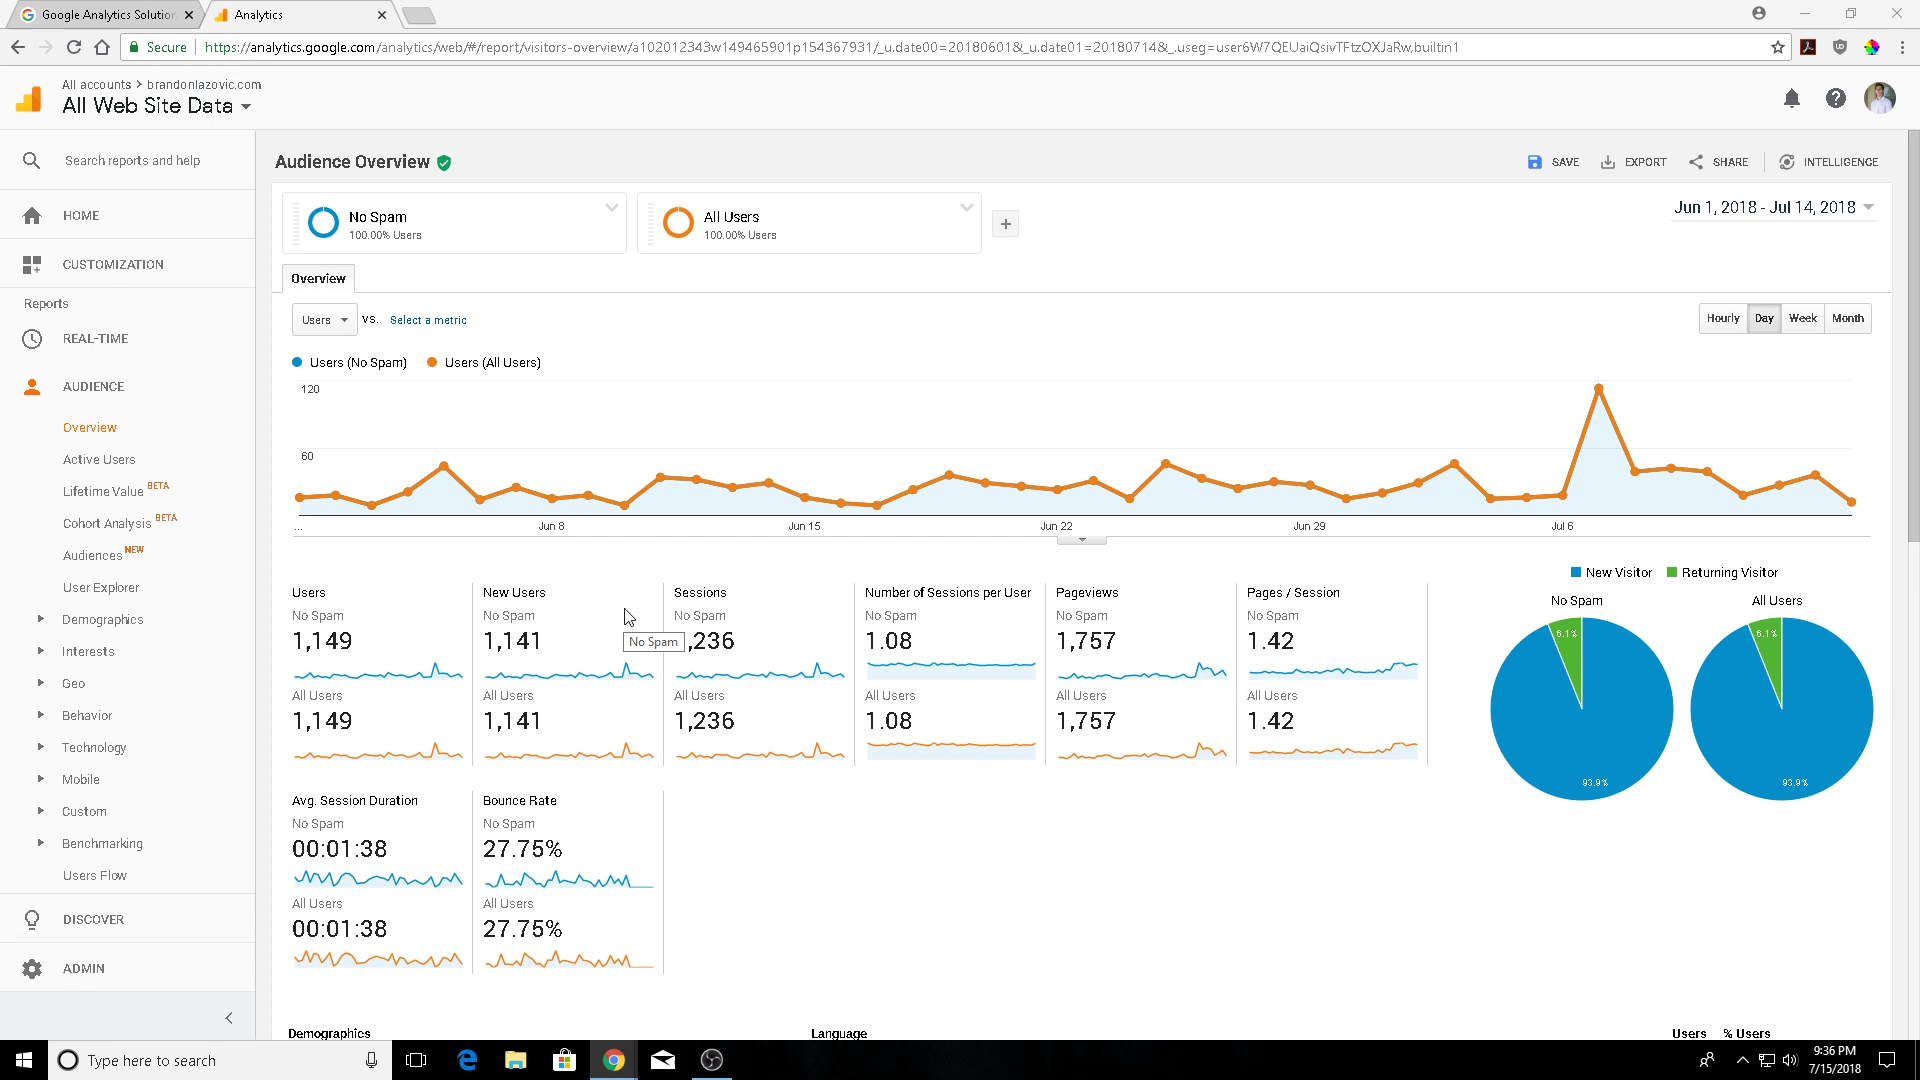 Google Analytics Solution
Analytics
Secure
https://analytics.google.com/analytics/web/#/report/visitors-overview/a102012343w149465901p154367931/_u.date00=20180601&_u.date01=20180714&_.useg=user6W7QEUaiQsivTFtzOXJaRw,builtin1
All accounts > brandonlazovic.com
All Web Site Data
Search reports and help
HOME
CUSTOMIZATION
Reports
REAL-TIME
AUDIENCE
Overview
Active Users
Lifetime Value BETA
Cohort Analysis BETA
Audiences NEW
User Explorer
Demographics
Interests
Geo
Behavior
Technology
Mobile
Custom
Benchmarking
Users Flow
DISCOVER
ADMIN
Audience Overview
SAVE
EXPORT
SHARE
INTELLIGENCE
No Spam
100.00% Users
All Users
100.00% Users
+
Jun 1, 2018 - Jul 14, 2018
Overview
Users VS. Select a metric
Hourly Day Week Month
Users (No Spam) Users (All Users)
120
60
... Jun 8 Jun 15 Jun 22 Jun 29 Jul 6
Users
No Spam
1,149
All Users
1,149
New Users
No Spam
1,141
All Users
1,141
No Spam
Sessions
No Spam
,236
All Users
1,236
Number of Sessions per User
No Spam
1.08
All Users
1.08
Pageviews
No Spam
1,757
All Users
1,757
Pages / Session
No Spam
1.42
All Users
1.42
Avg. Session Duration
No Spam
00:01:38
All Users
00:01:38
Bounce Rate
No Spam
27.75%
All Users
27.75%
New Visitor Returning Visitor
No Spam
6.1%
93.9%
All Users
6.1%
93.9%
Demographics Language Users % Users
Type here to search
9:36 PM
7/15/2018